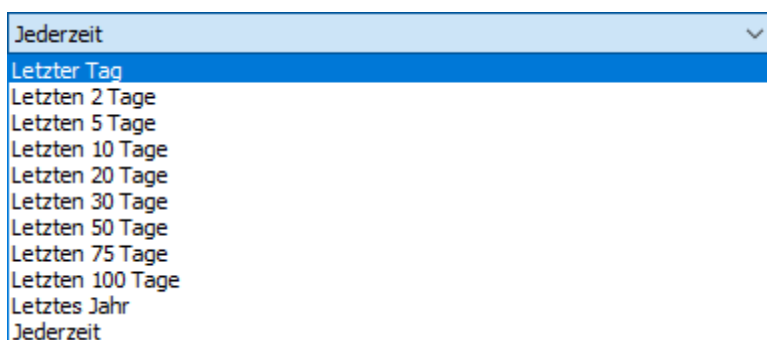 Jederzeit
Letzter Tag
Letzten 2 Tage
Letzten 5 Tage
Letzten 10 Tage
Letzten 20 Tage
Letzten 30 Tage
Letzten 50 Tage
Letzten 75 Tage
Letzten 100 Tage
Letztes Jahr
Jederzeit